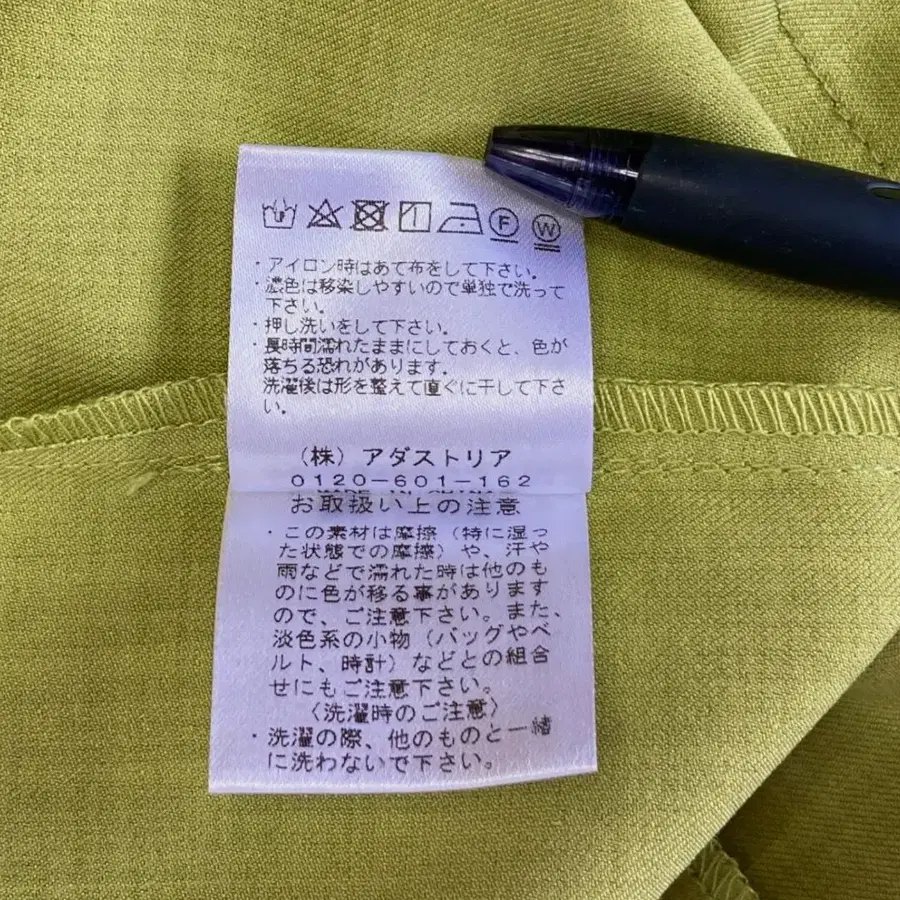 F W
・アイロン時はあて布をして下さい。
・濃色は移染しやすいので単独で洗って
下さい。
・押し洗いをして下さい。
・長時間濡れたままにしておくと、色が
落ちる恐れがあります。
洗濯後は形を整えて直ぐに干して下さ
い。
（株）アダストリア
0120-601-162
お取扱い上の注意
・この素材は摩擦（特に湿っ
た状態での摩擦）や、汗や
雨などで濡れた時は他のも
のに色が移る事があります
ので、ご注意下さい。また、
淡色系の小物（バッグやベ
ルト、時計）などとの組合
せにもご注意下さい。
〈洗濯時のご注意〉
・洗濯の際、他のものと一緒
に洗わないで下さい。